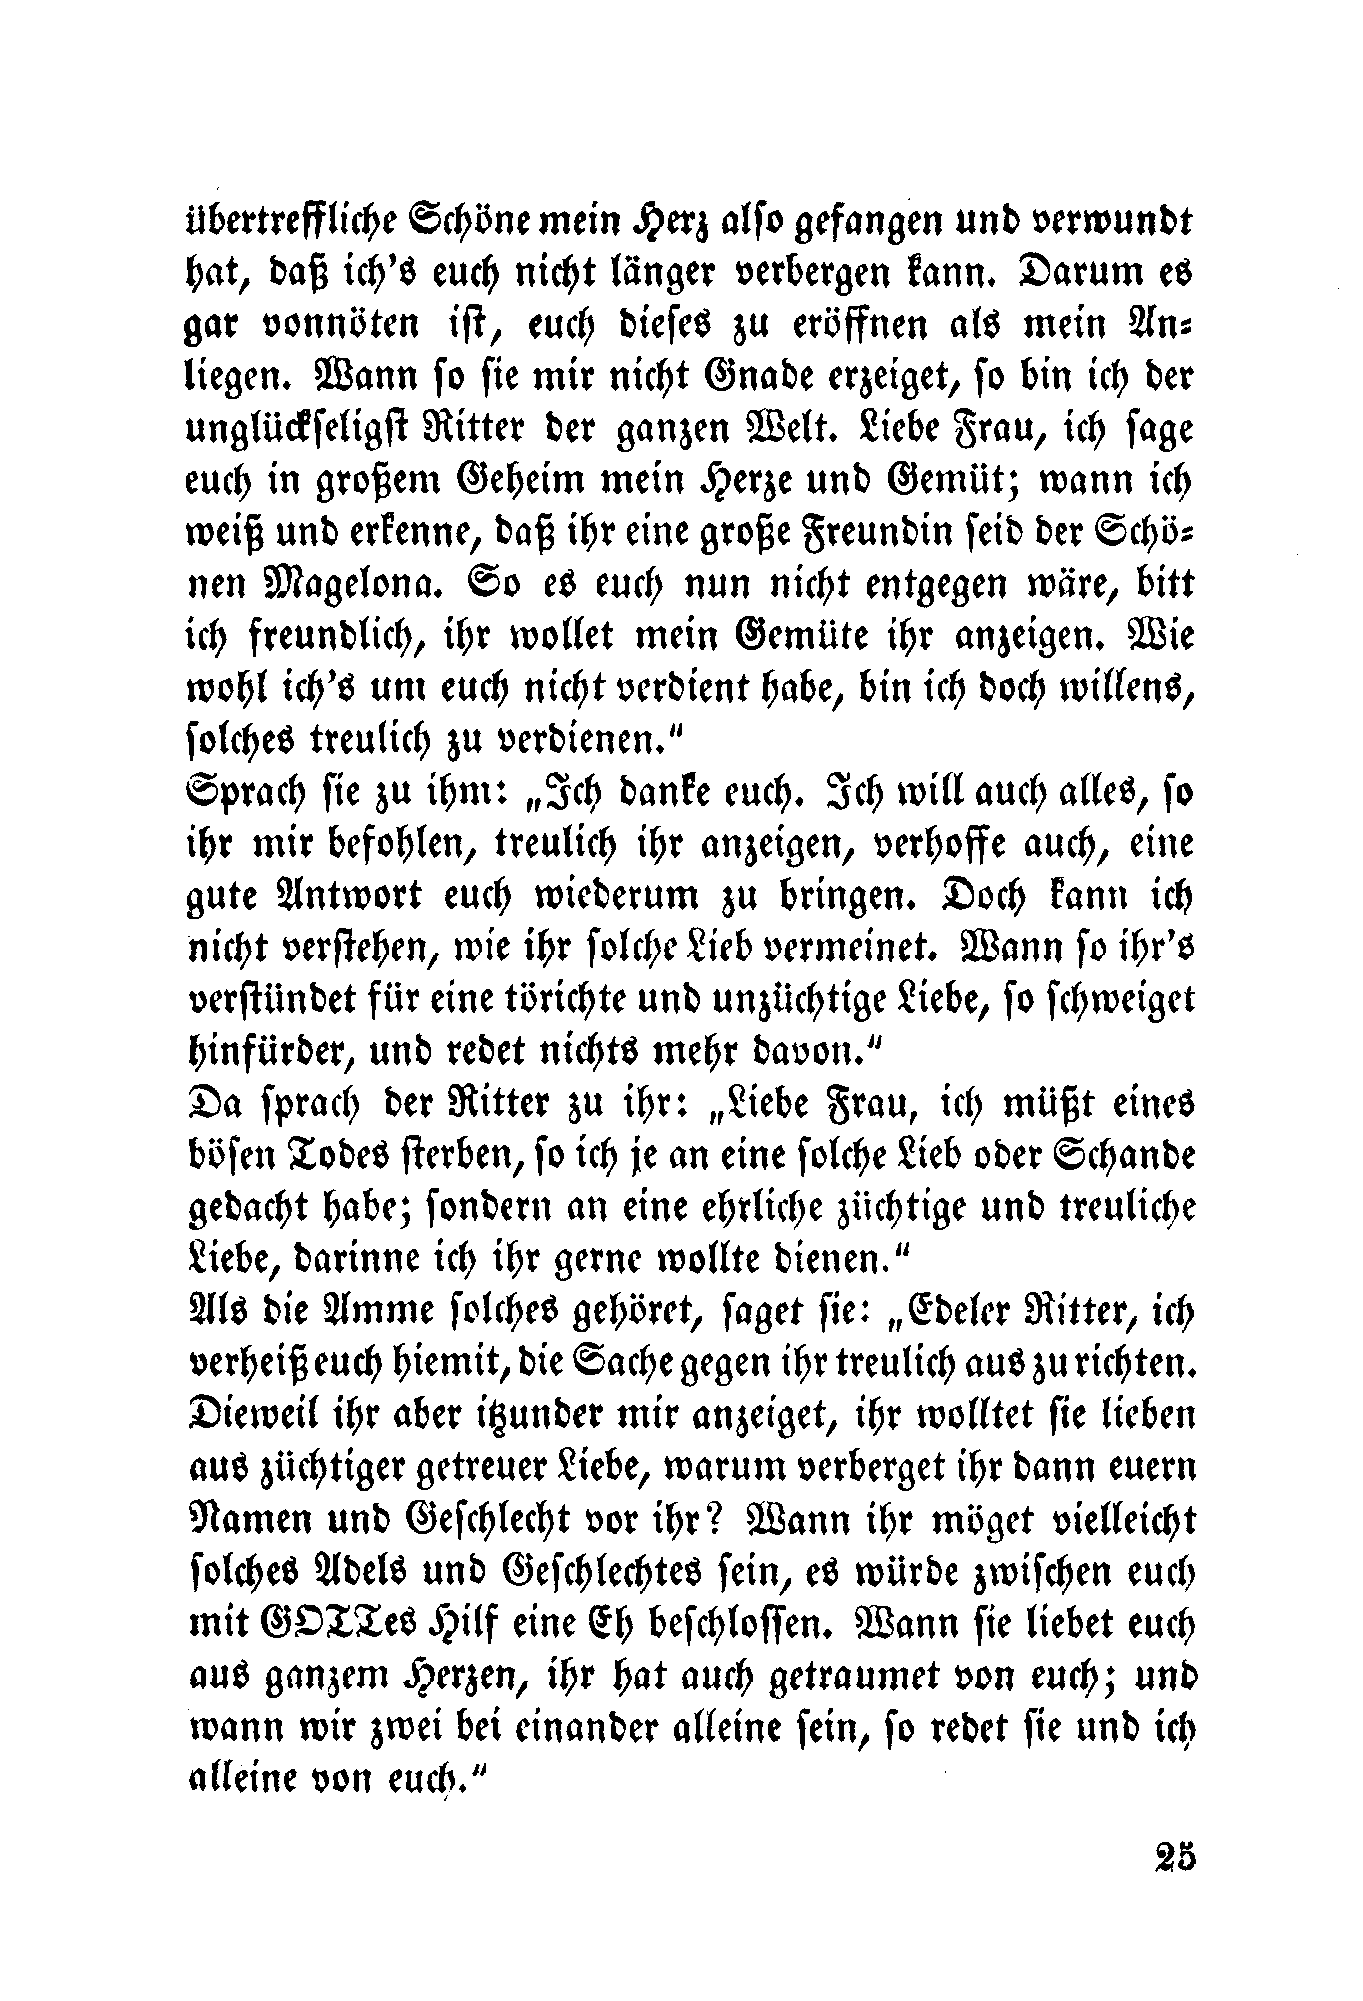 übertreffliche Schöne mein Herz also gefangen und verwundt
hat, daß ich's euch nicht länger verbergen kann. Darum es
gar vonnöten ist, euch dieses zu eröffnen als mein An-
liegen. Wann so sie mir nicht Gnade erzeiget, so bin ich der
unglückseligst Ritter der ganzen Welt. Liebe Frau, ich sage
euch in großem Geheim mein Herze und Gemüt; wann ich
weiß und erkenne, daß ihr eine große Freundin seid der Schö-
nen Magelona. So es euch nun nicht entgegen wäre, bitt
ich freundlich, ihr wollet mein Gemüte ihr anzeigen. Wie
wohl ich's um euch nicht verdient habe, bin ich doch willens,
solches treulich zu verdienen.“
Sprach sie zu ihm: „Ich danke euch. Ich will auch alles, so
ihr mir befohlen, treulich ihr anzeigen, verhoffe auch, eine
gute Antwort euch wiederum zu bringen. Doch kann ich
nicht verstehen, wie ihr solche Lieb vermeinet. Wann so ihr's
verstündet für eine törichte und unzüchtige Liebe, so schweiget
hinfürder, und redet nichts mehr davon.“
Da sprach der Ritter zu ihr: „Liebe Frau, ich müßt eines
bösen Todes sterben, so ich je an eine solche Lieb oder Schande
gedacht habe; sondern an eine ehrliche züchtige und treuliche
Liebe, darinne ich ihr gerne wollte dienen.“
Als die Amme solches gehöret, saget sie: „Edeler Ritter, ich
verheiß euch hiemit, die Sache gegen ihr treulich aus zu richten.
Dieweil ihr aber itzunder mir anzeiget, ihr wolltet sie lieben
aus züchtiger getreuer Liebe, warum verberget ihr dann euern
Namen und Geschlecht vor ihr? Wann ihr möget vielleicht
solches Adels und Geschlechtes sein, es würde zwischen euch
mit GOTTes Hilf eine Eh beschlossen. Wann sie liebet euch
aus ganzem Herzen, ihr hat auch getraumet von euch; und
wann wir zwei bei einander alleine sein, so redet sie und ich
alleine von euch.“
25